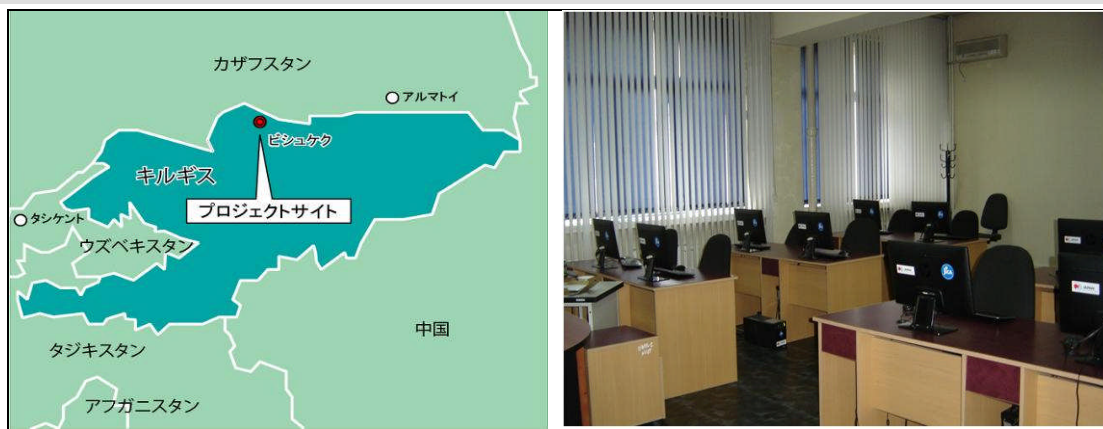 カザフスタン
アルマトイ
ビシュケク
キルギス
プロジェクトサイト
タシケント
ウズベキスタン
中国
タジキスタン
アフガニスタン